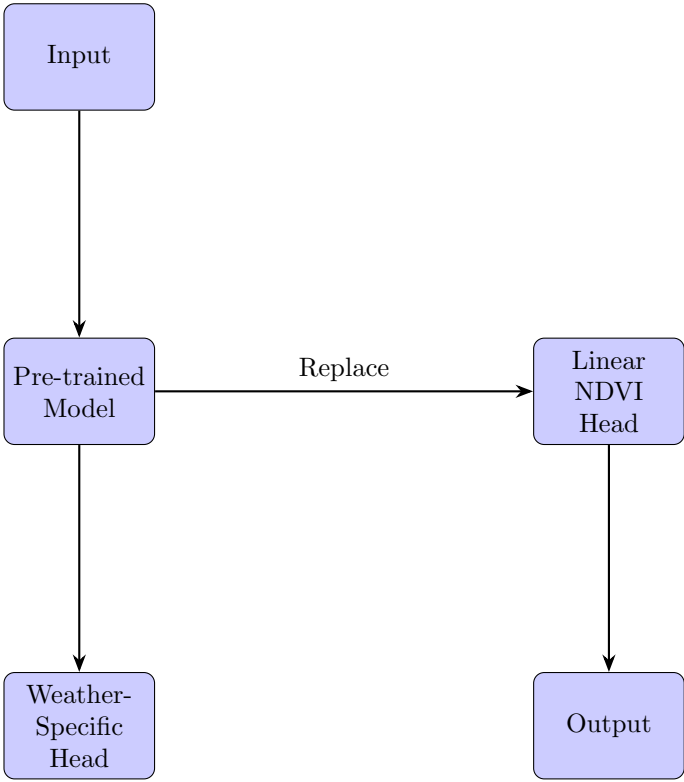 Input
Pre-trained
Model
Replace
Linear
NDVI
Head
Weather-
Specific
Head
Output